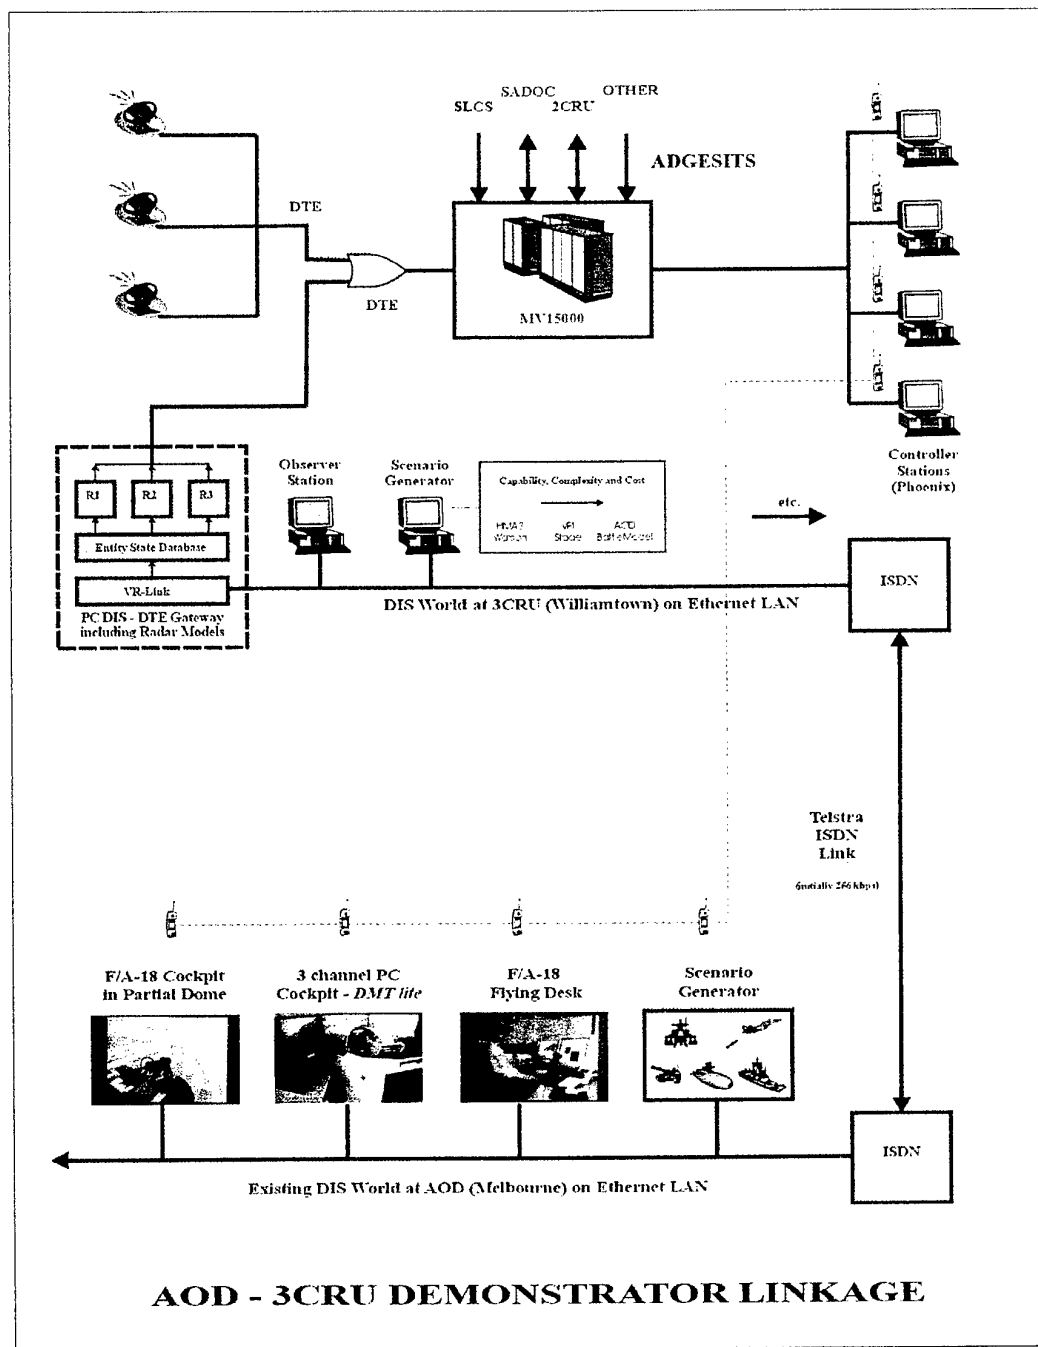 SADOC
OTHER
SLCS
2CRU
ADGESITS
DTE
DTE
MV15000
R1
R2
R3
Entity State Database
VR-Link
PC DIS - DTE Gateway
including Radar Models
Observer
Station
Scenario
Generator
Capability, Complexity and Cost
etc.
Controller
Stations
(Phoenix)
ISDN
DIS World at 3CRU (Williamtown) on Ethernet LAN
Telstra
ISDN
Link
F/A-18 Cockpit
in Partial Dome
3 channel PC
Cockpit - DMT lite
F/A-18
Flying Desk
Scenario
Generator
ISDN
Existing DIS World at AOD (Melbourne) on Ethernet LAN
AOD - 3CRU DEMONSTRATOR LINKAGE